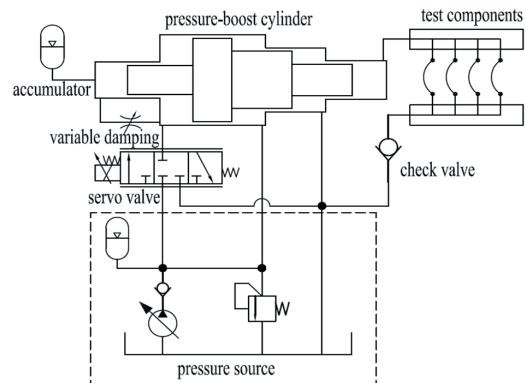 pressure-boost cylinder
test components
accumulator
variable damping
check valve
servo valve
pressure source